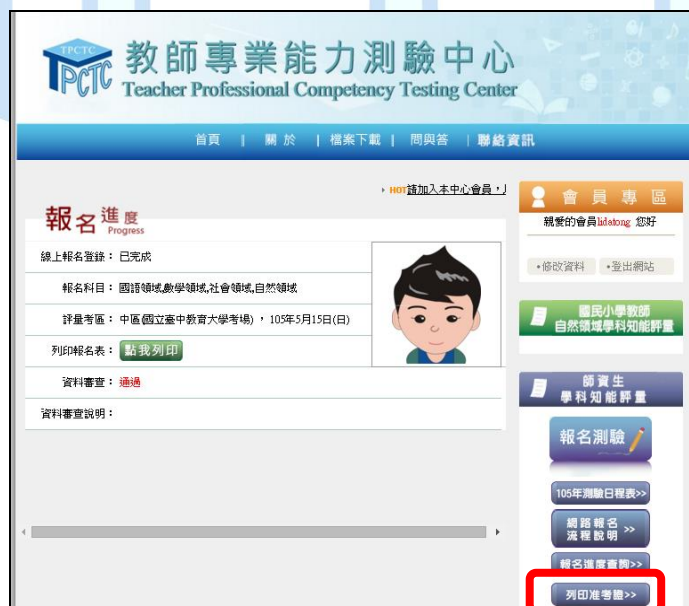 TPCTC
PCTC
教師專業能力測驗中心
Teacher Professional Competency Testing Center
首頁 | 關於 | 檔案下載 | 問與答 | 聯絡資訊
HOT請加入本中心會員，
報名進度
Progress
線上報名登錄： 已完成
報名科目： 國語領域,數學領域,社會領域,自然領域
評量考區： 中區(國立臺中教育大學考場) ， 105年5月15日(日)
列印報名表： 點我列印
資料審查： 通過
資料審查說明：
會員專區
親愛的會員lidatong 您好
•修改資料 •登出網站
國民小學教師
自然領域學科知能評量
師資生
學科知能評量
報名測驗
105年測驗日程表>>
網路報名
流程說明 >>
報名進度查詢>>
列印准考證>>